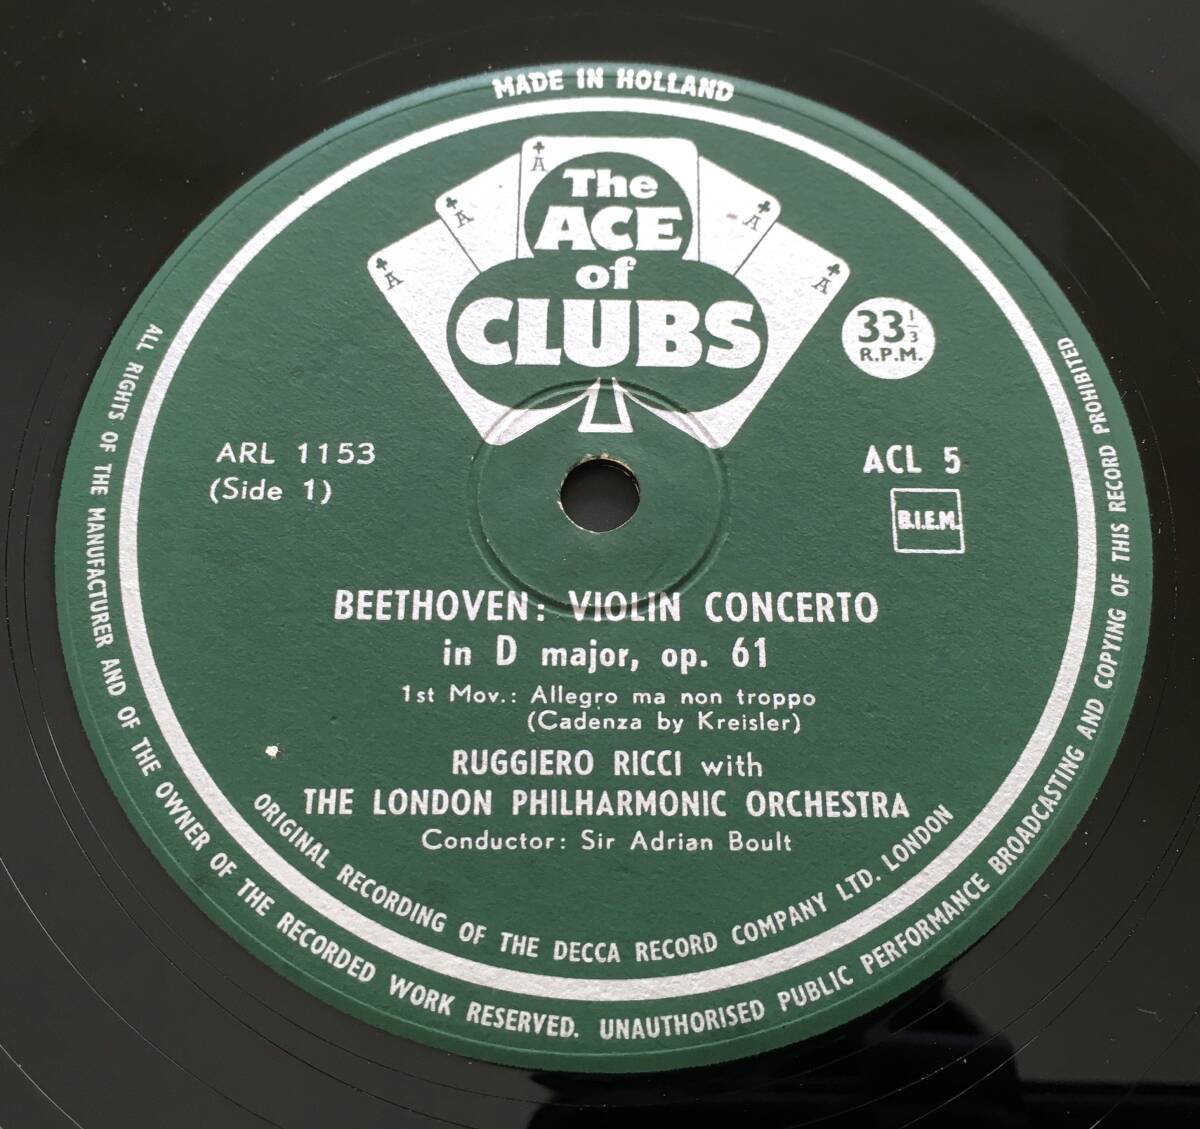 MADE IN HOLLAND
A
A
A
A
A
The
ACE
of
CLUBS
33 1/3
R.P.M.
ARL 1153
(Side 1)
ACL 5
B.I.E.M.
BEETHOVEN: VIOLIN CONCERTO
in D major, op. 61
1st Mov.: Allegro ma non troppo
(Cadenza by Kreisler)
RUGGIERO RICCI with
THE LONDON PHILHARMONIC ORCHESTRA
Conductor: Sir Adrian Boult
ORIGINAL RECORDING OF THE DECCA RECORD COMPANY LTD. LONDON
ALL RIGHTS OF THE MANUFACTURER AND OF THE OWNER OF THE RECORDED WORK RESERVED. UNAUTHORISED PUBLIC PERFORMANCE BROADCASTING AND COPYING OF THIS RECORD PROHIBITED